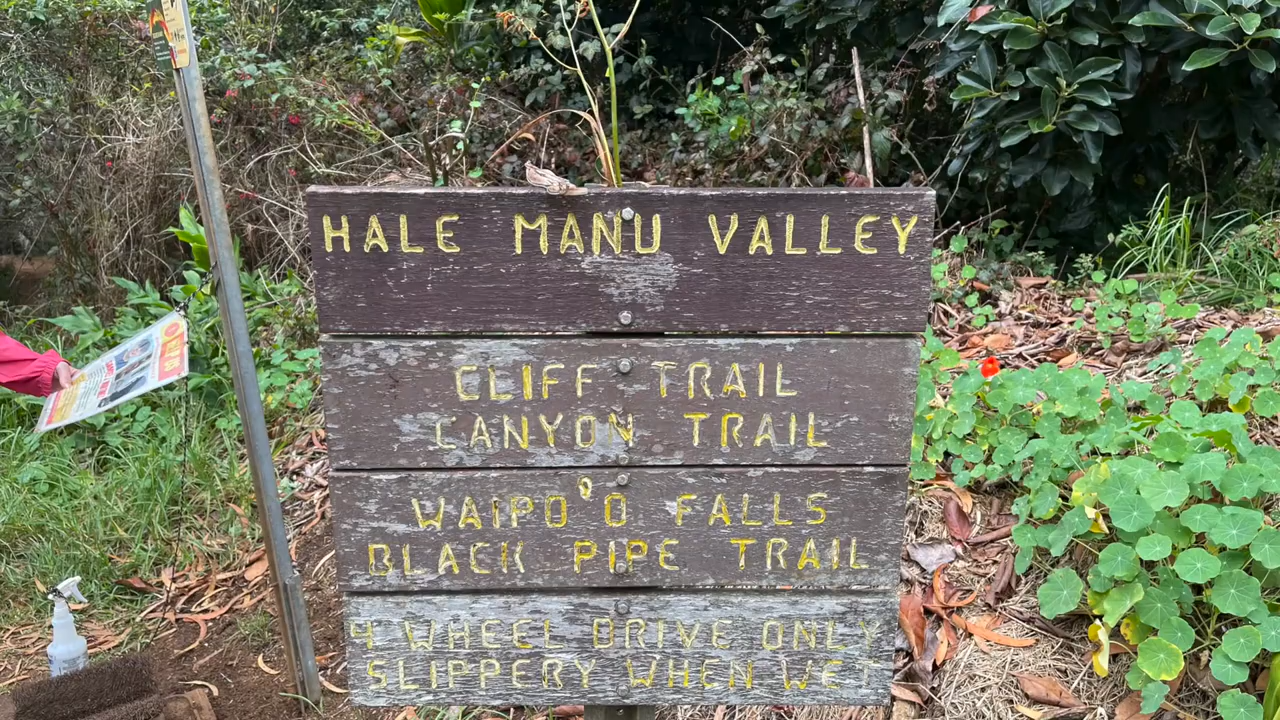 HALE MANU VALLEY
CLIFF TRAIL
CANYON TRAIL
WAIPO'O FALLS
BLACK PIPE TRAIL
4 WHEEL DRIVE ONLY
SLIPPERY WHEN WET